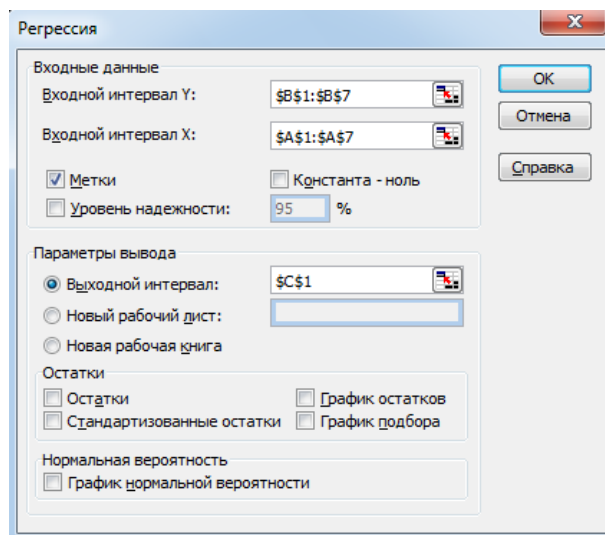 Регрессия
Входные данные
Входной интервал Y: $B$1:$B$7
Входной интервал X: $A$1:$A$7
Метки Константа - ноль
Уровень надежности: 95 %
ОК
Отмена
Справка
Параметры вывода
Выходной интервал: $C$1
Новый рабочий лист:
Новая рабочая книга
Остатки
Остатки График остатков
Стандартизованные остатки График подбора
Нормальная вероятность
График нормальной вероятности